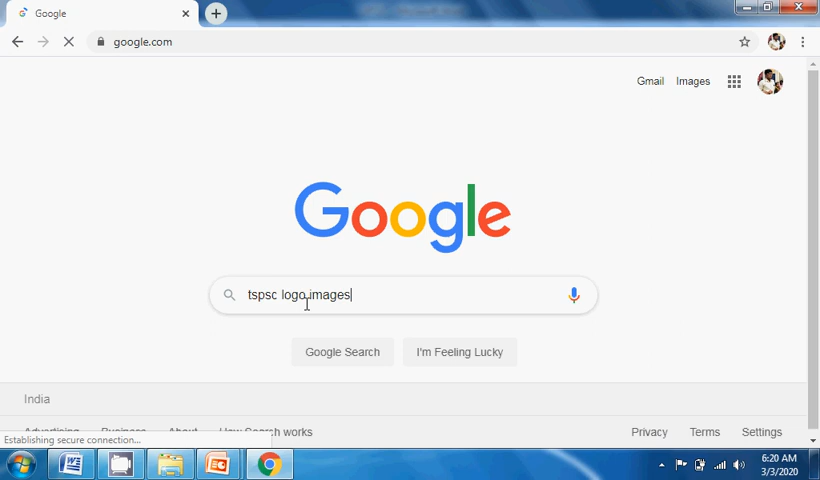 Google
google.com
Gmail Images
Google
tspsc logo images
Google Search I'm Feeling Lucky
India
How Search works Privacy Terms Settings
Establishing secure connection...
6:20 AM
3/3/2020